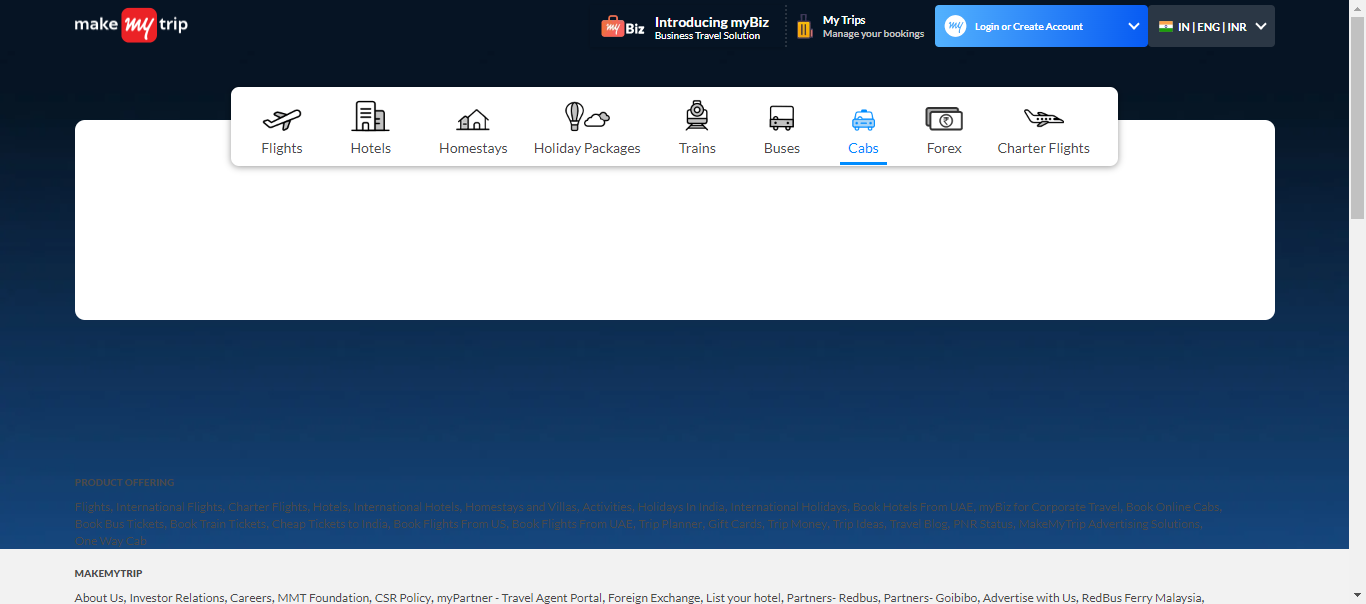 make my trip
my Biz
Introducing myBiz
Business Travel Solution
My Trips
Manage your bookings
my
Login or Create Account
IN | ENG | INR
Flights
Hotels
Homestays
Holiday Packages
Trains
Buses
Cabs
Forex
Charter Flights
PRODUCT OFFERING
Flights, International Flights, Charter Flights, Hotels, International Hotels, Homestays and Villas, Activities, Holidays In India, International Holidays, Book Hotels From UAE, myBiz for Corporate Travel, Book Online Cabs,
Book Bus Tickets, Book Train Tickets, Cheap Tickets to India, Book Flights From US, Book Flights From UAE, Trip Planner, Gift Cards, Trip Money, Trip Ideas, Travel Blog, PNR Status, MakeMyTrip Advertising Solutions,
One Way Cab
MAKEMYTRIP
About Us, Investor Relations, Careers, MMT Foundation, CSR Policy, myPartner - Travel Agent Portal, Foreign Exchange, List your hotel, Partners- Redbus, Partners- Goibibo, Advertise with Us, RedBus Ferry Malaysia,